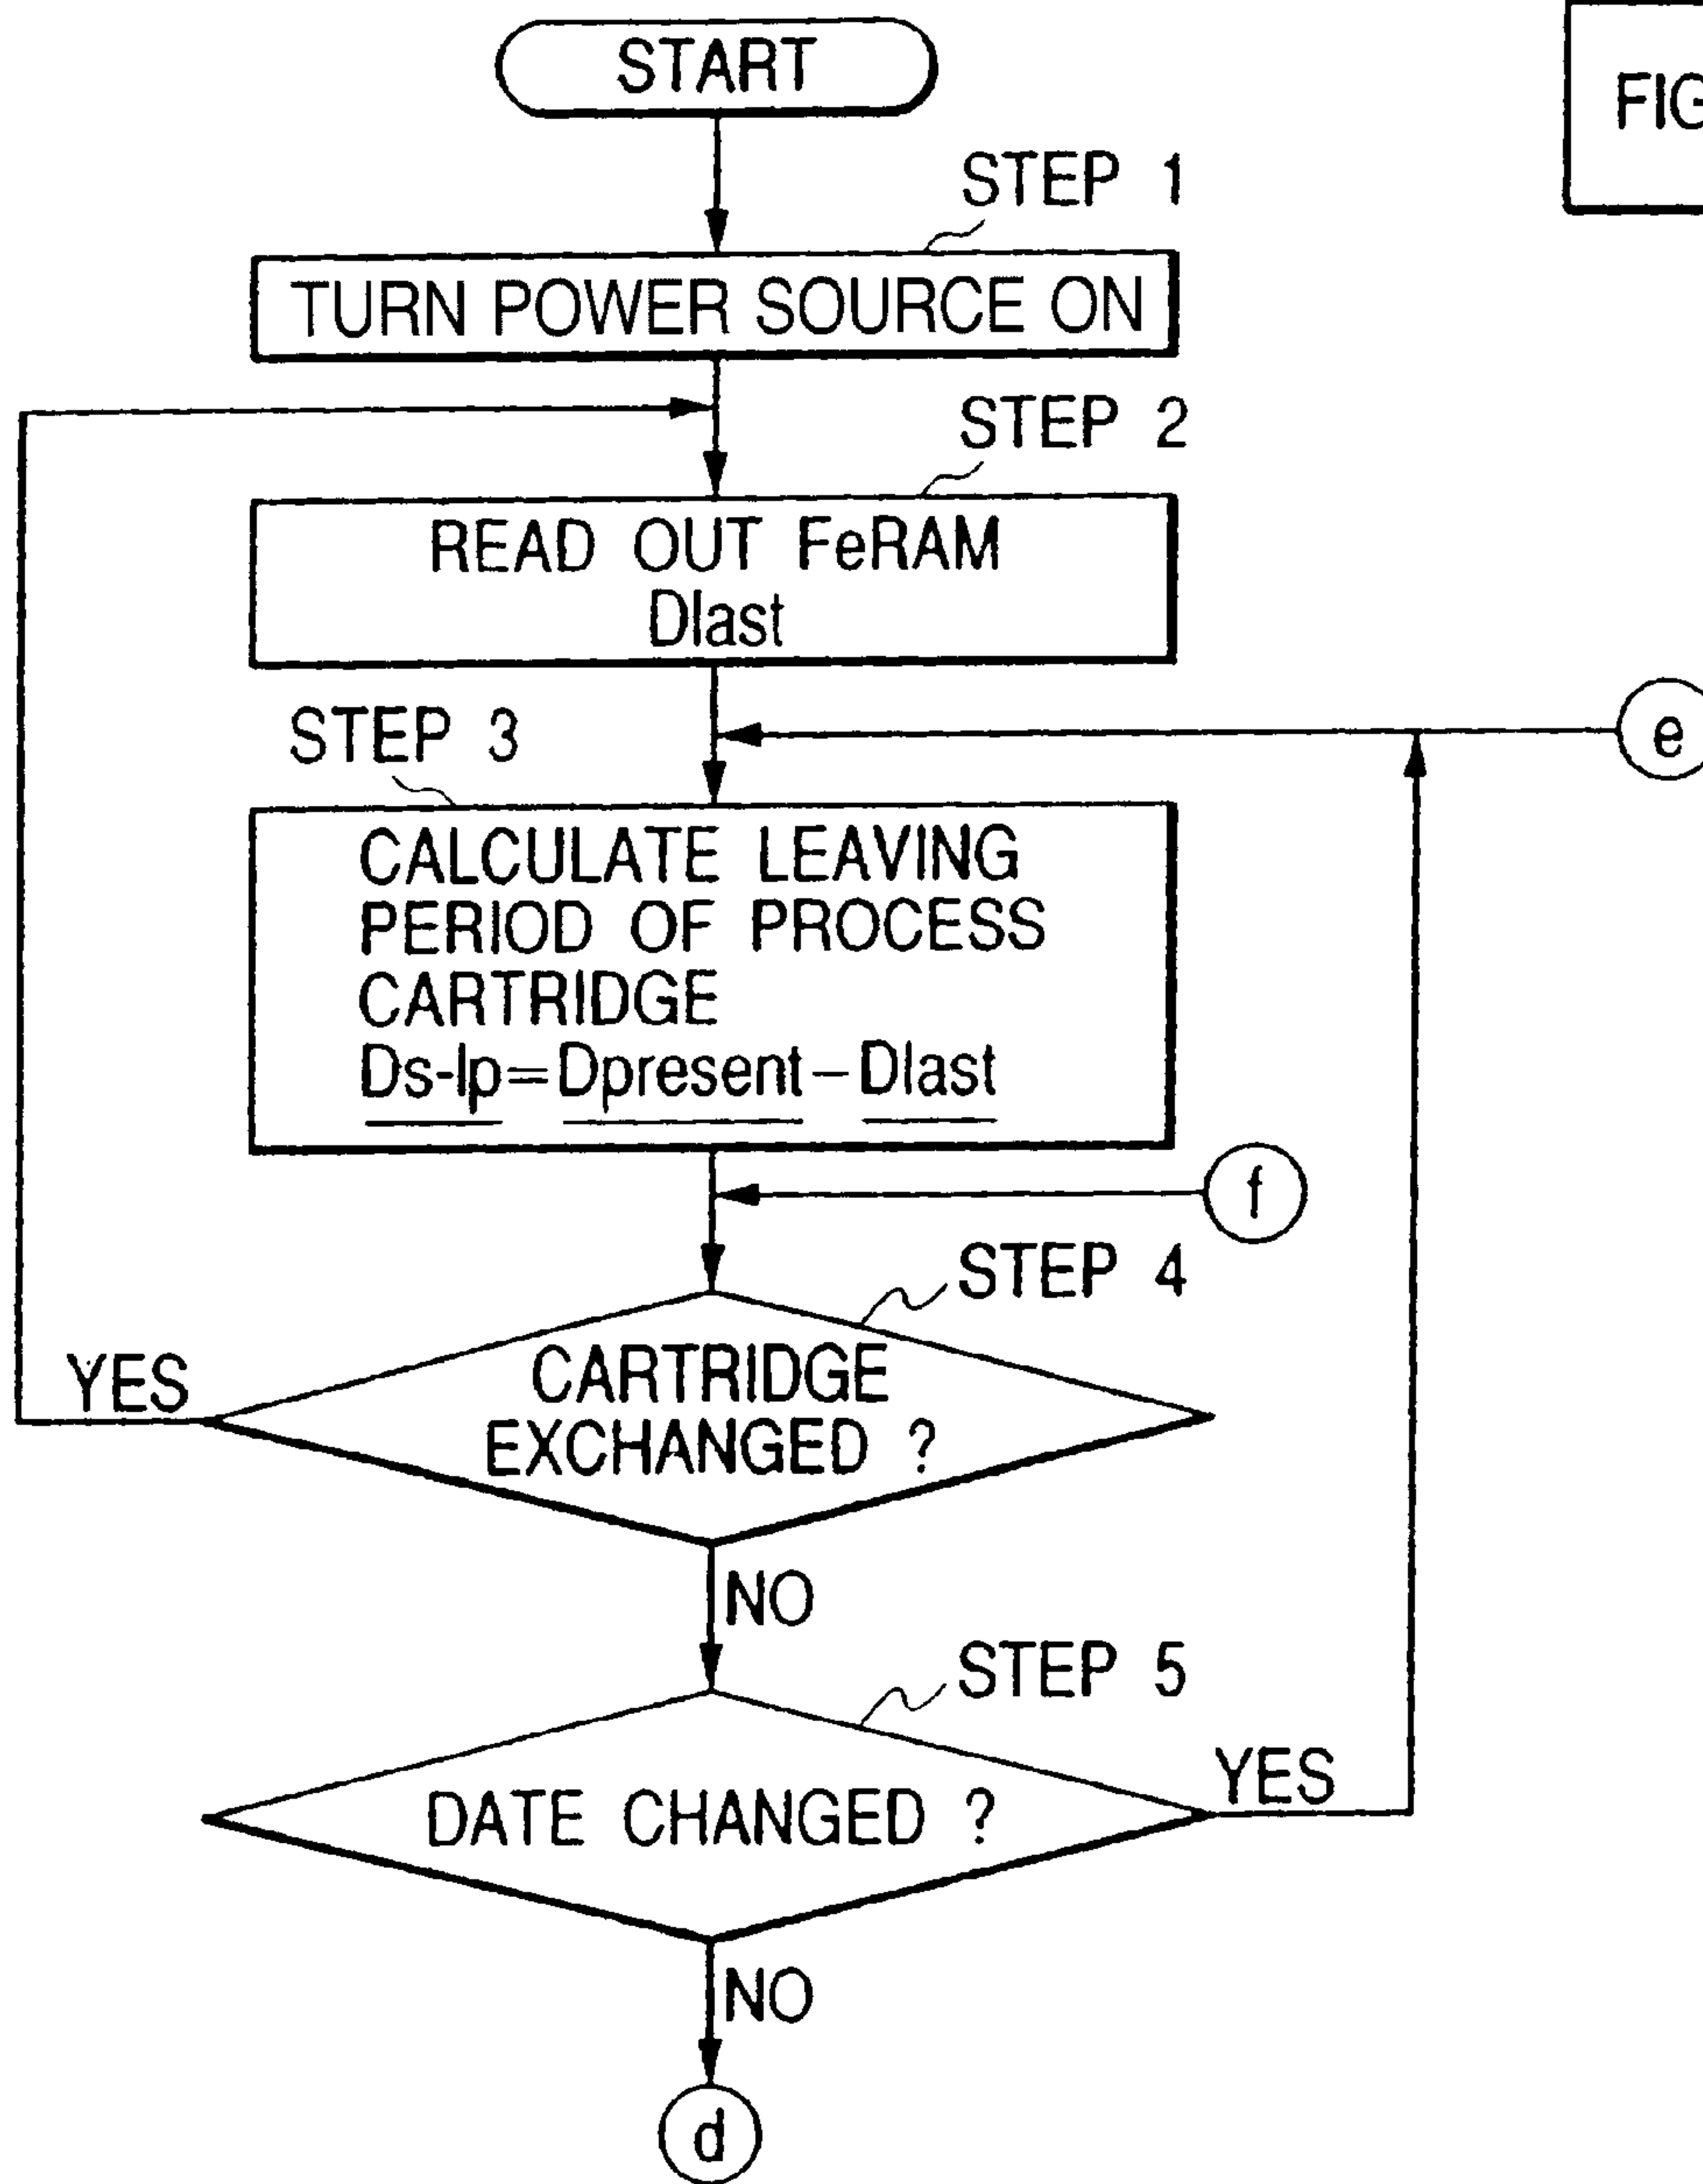 START
FIG
STEP 1
TURN POWER SOURCE ON
STEP 2
READ OUT FeRAM
Dlast
e
STEP 3
CALCULATE LEAVING
PERIOD OF PROCESS
CARTRIDGE
Ds-lp=Dpresent-Dlast
f
STEP 4
YES
CARTRIDGE
EXCHANGED ?
NO
STEP 5
YES
DATE CHANGED ?
NO
d